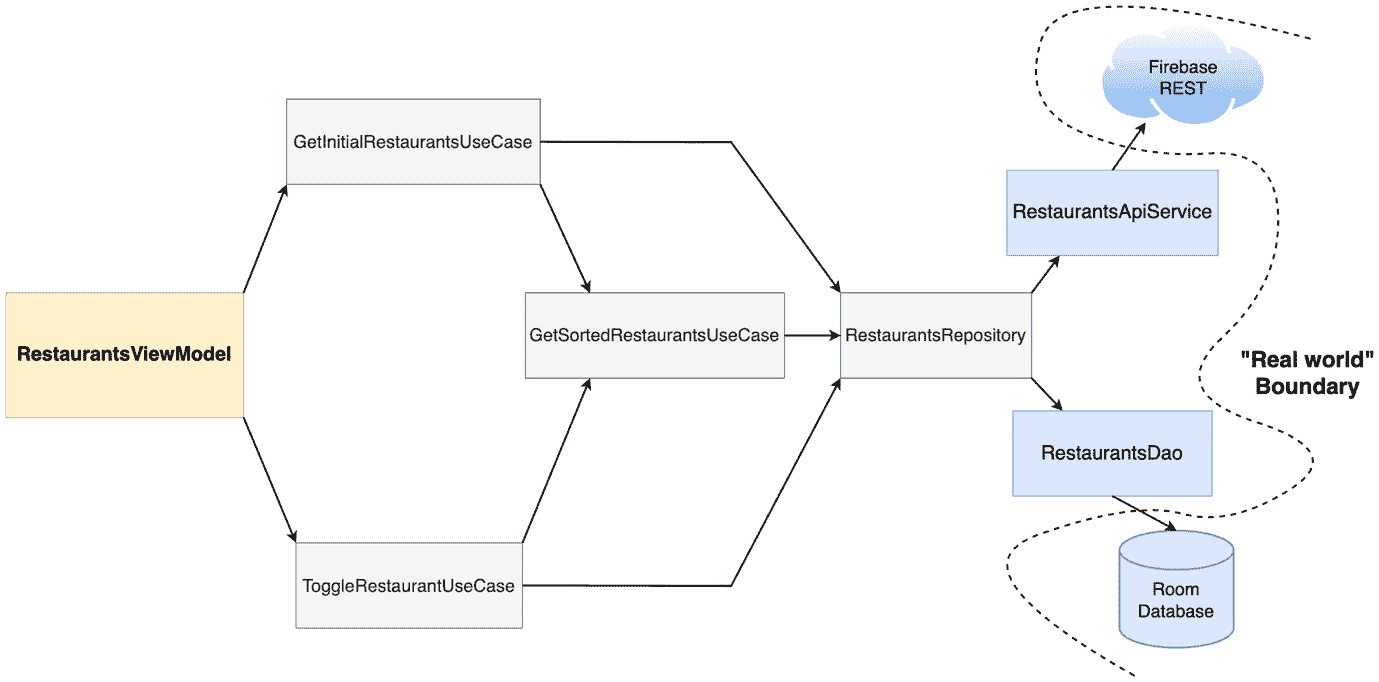 Firebase
REST
GetInitialRestaurantsUseCase
RestaurantsApiService
RestaurantsViewModel
GetSortedRestaurantsUseCase
RestaurantsRepository
"Real world"
Boundary
RestaurantsDao
ToggleRestaurantUseCase
Room
Database